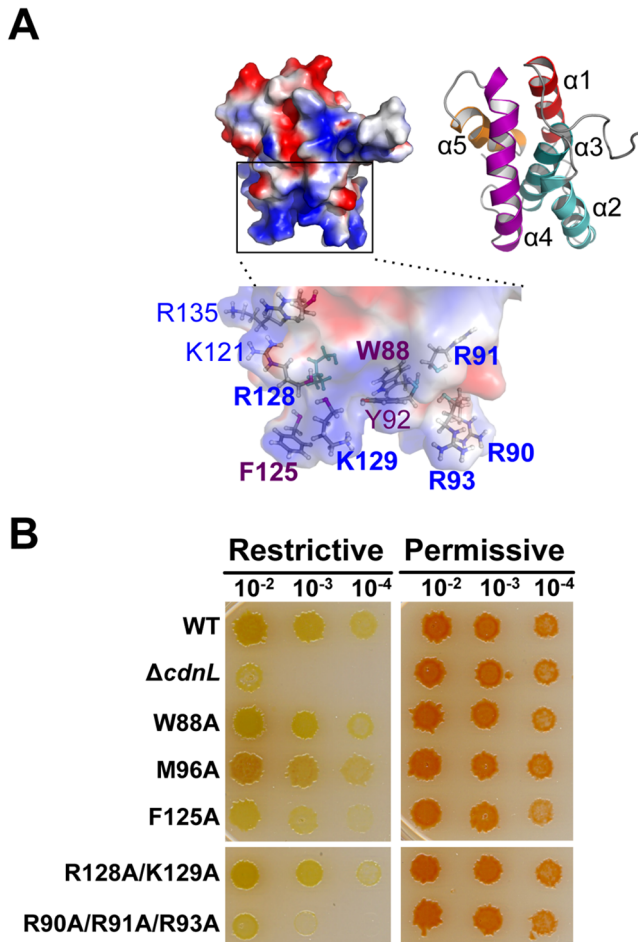 A
α1
α3
α5
α2
α4
R135
W88
K121
R91
R128
Y92
F125
K129
R90
R93
B
Restrictive Permissive
10-2 10-3 10-4 10-2 10-3 10-4
WT
ΔcdnL
W88A
M96A
F125A
R128A/K129A
R90A/R91A/R93A